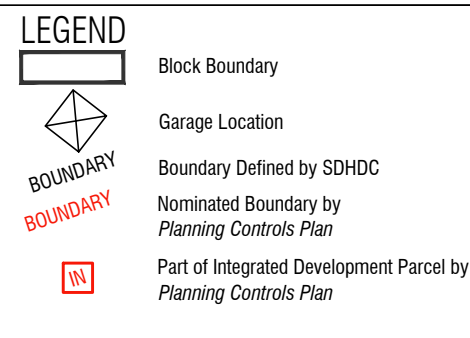 LEGEND
Block Boundary
Garage Location
BOUNDARY
Boundary Defined by SDHDC
BOUNDARY
Nominated Boundary by
Planning Controls Plan
IN
Part of Integrated Development Parcel by
Planning Controls Plan